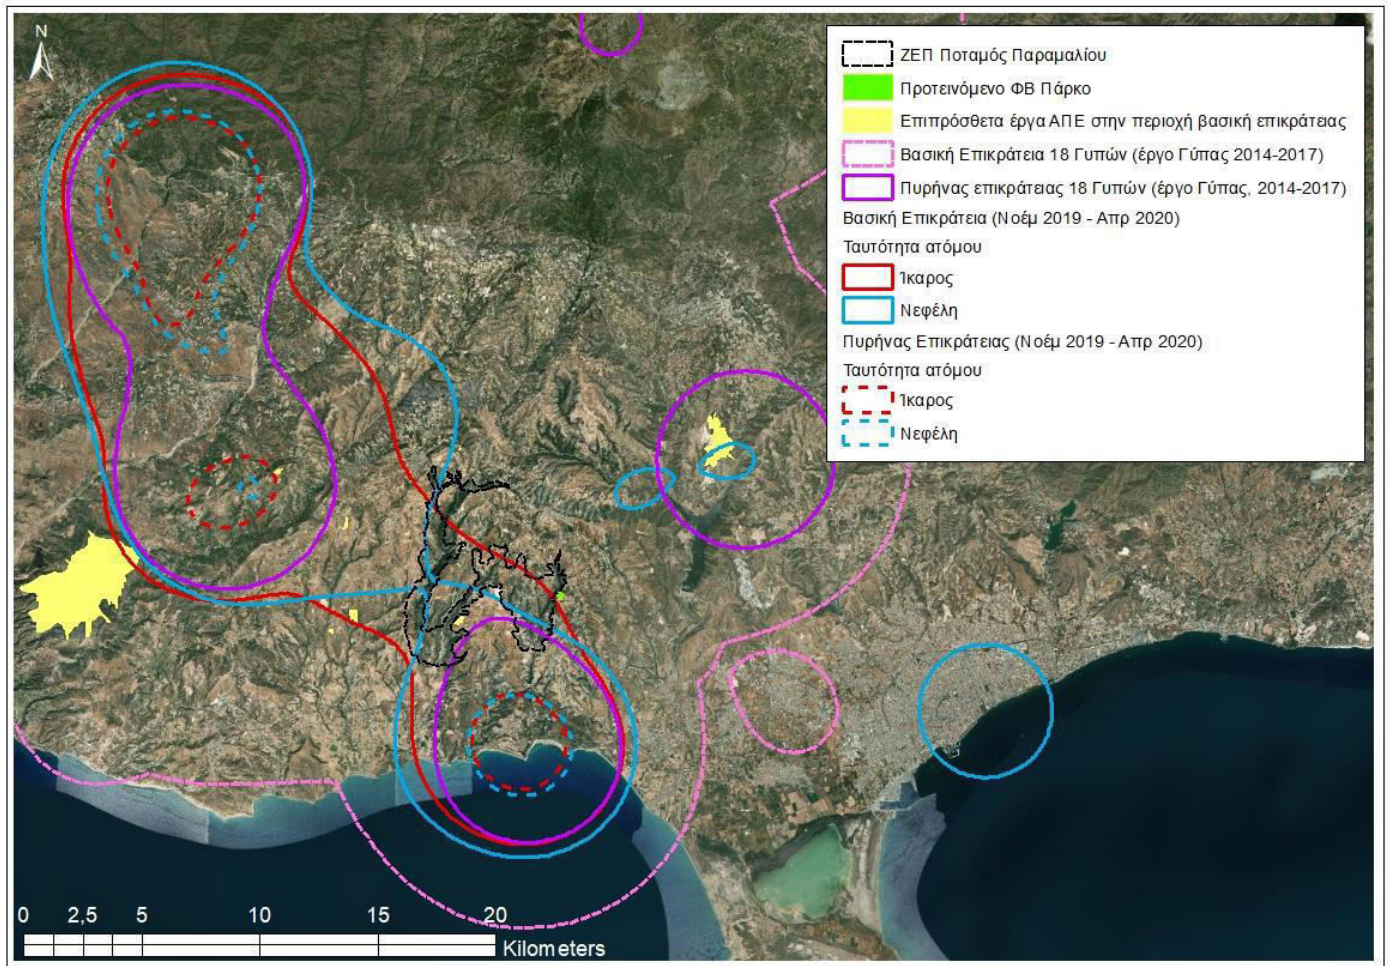 N
ΖΕΠ Ποταμός Παραμαλίου
Προτεινόμενο ΦΒ Πάρκο
Επιπρόσθετα έργα ΑΠΕ στην περιοχή βασική επικράτειας
Βασική Επικράτεια 18 Γυπών (έργο Γύπας 2014-2017)
Πυρήνας επικράτειας 18 Γυπών (έργο Γύπας, 2014-2017)
Βασική Επικράτεια (Νοέμ 2019 - Απρ 2020)
Ταυτότητα ατόμου
Ίκαρος
Νεφέλη
Πυρήνας Επικράτειας (Νοέμ 2019 - Απρ 2020)
Ταυτότητα ατόμου
Ίκαρος
Νεφέλη
0 2,5 5 10 15 20
Kilometers